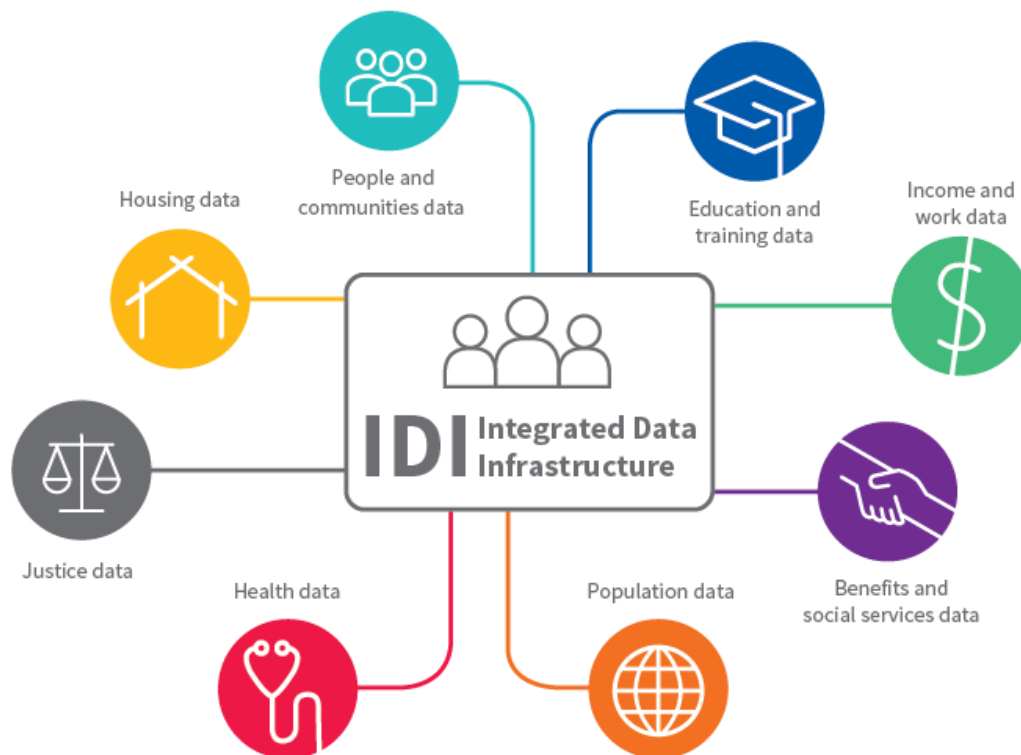 People and
communities data
Education and
training data
Income and
work data
Housing data
IDI
Integrated Data
Infrastructure
Justice data
Health data
Population data
Benefits and
social services data